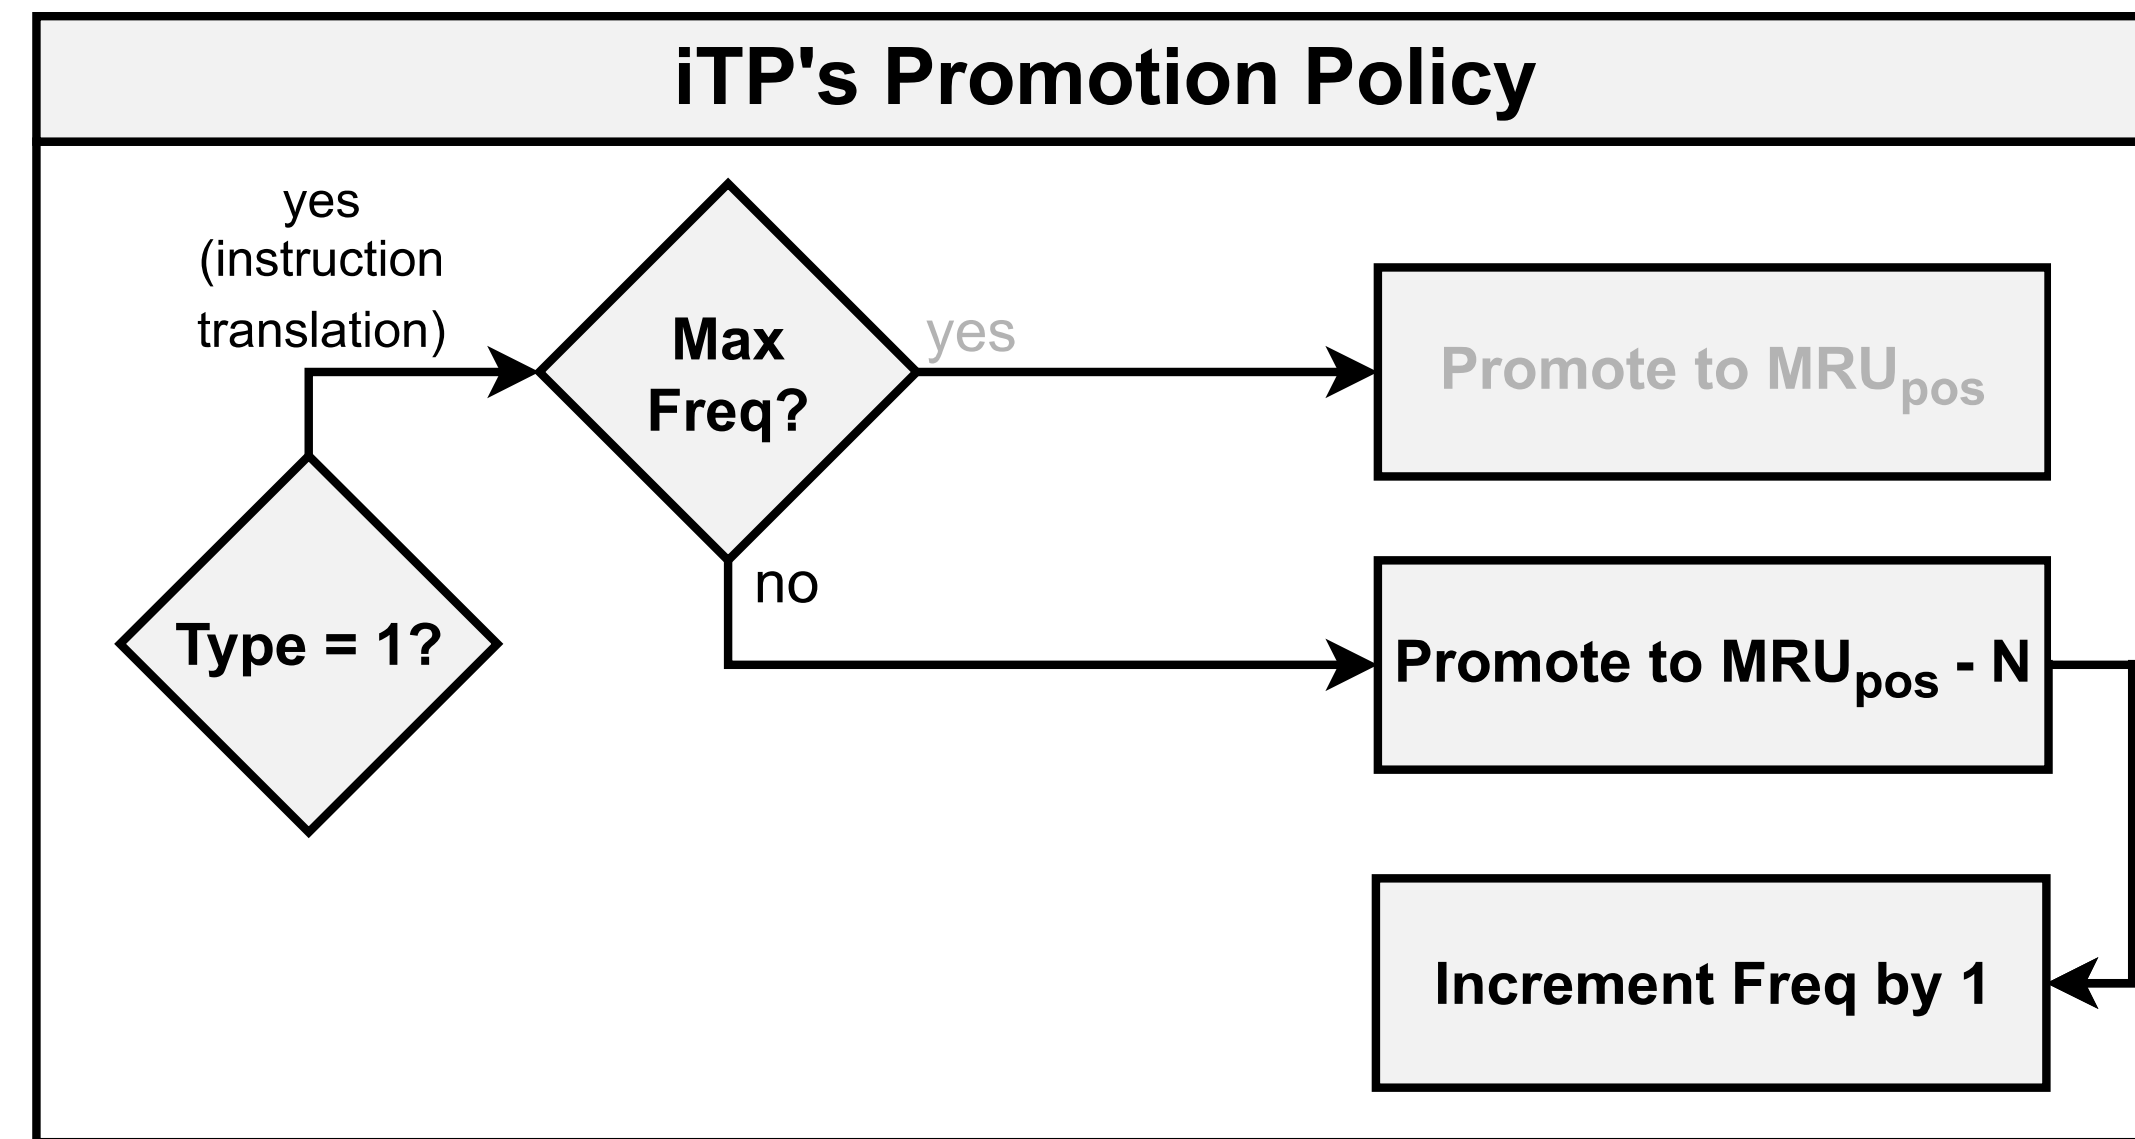 iTP's Promotion Policy
yes
(instruction
translation)
Max
Freq?
yes
Promote to MRUpos
no
Type = 1?
Promote to MRUpos - N
Increment Freq by 1